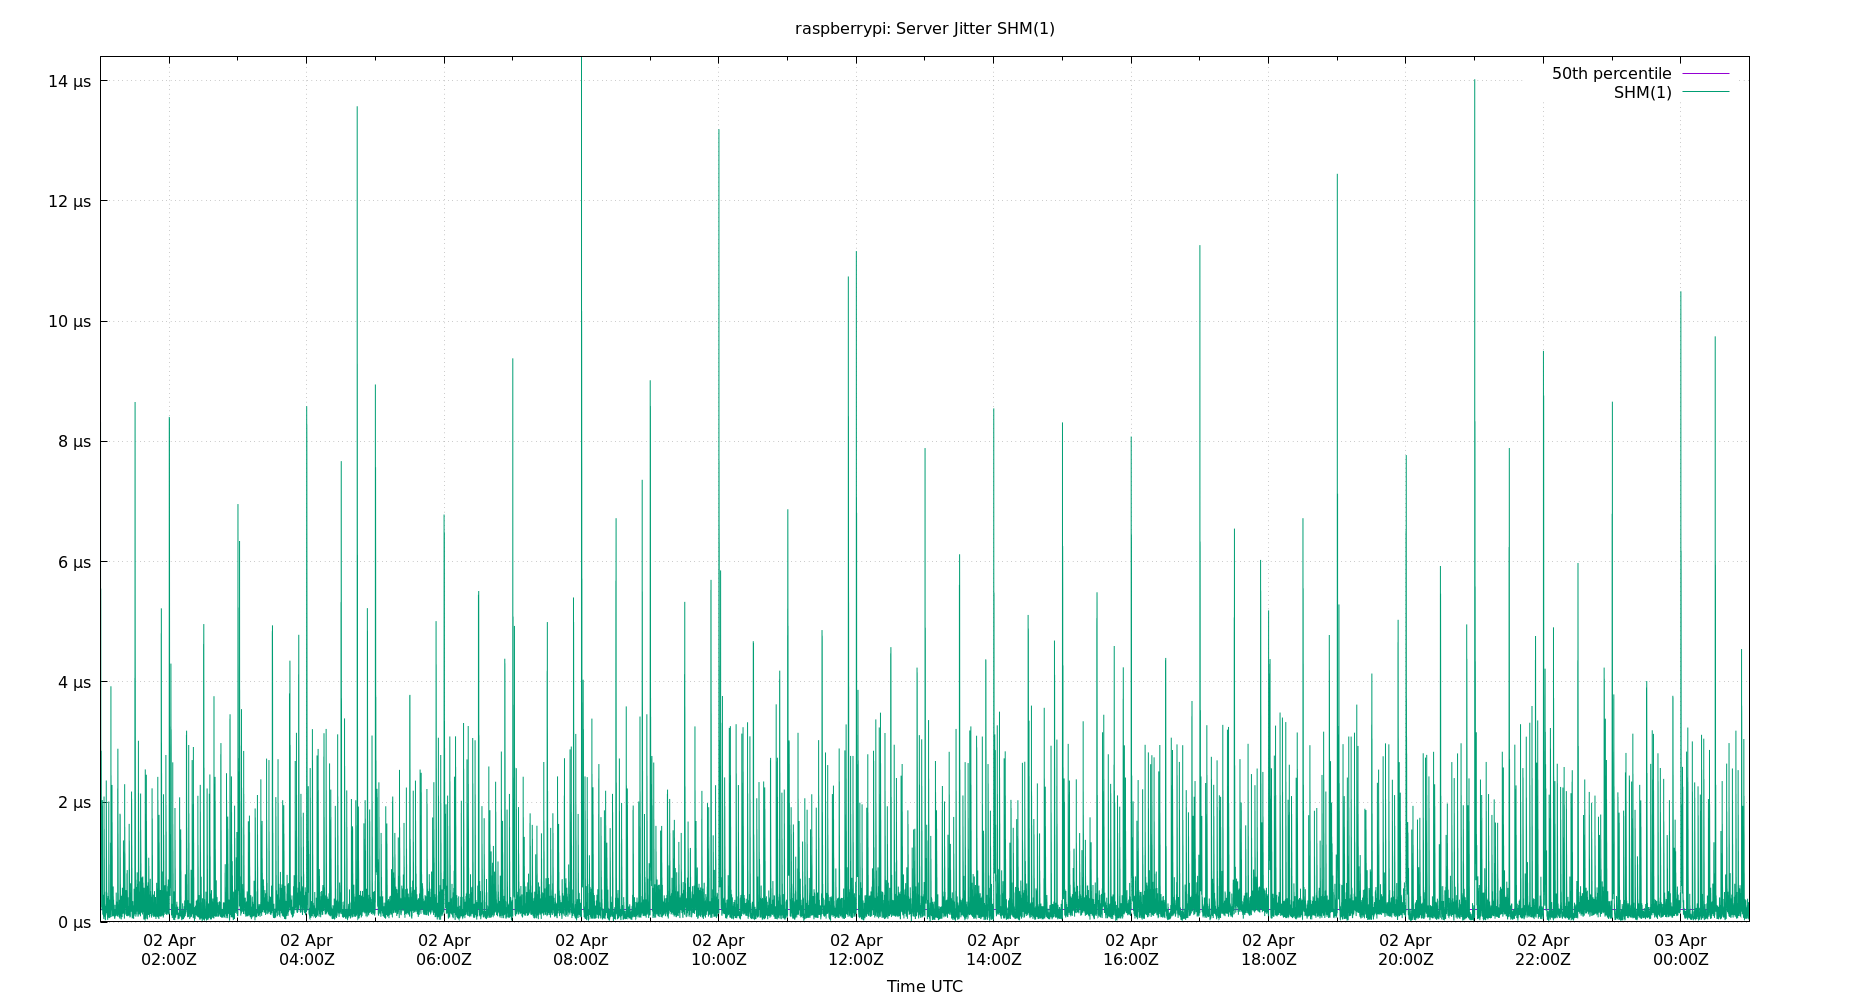 raspberrypi: Server Jitter SHM(1)
50th percentile
SHM(1)
14 µs
12 µs
10 µs
8 µs
6 µs
4 µs
2 µs
0 µs
02 Apr 02 Apr 02 Apr 02 Apr 02 Apr 02 Apr 02 Apr 02 Apr 02 Apr 02 Apr 02 Apr 03 Apr
02:00Z 04:00Z 06:00Z 08:00Z 10:00Z 12:00Z 14:00Z 16:00Z 18:00Z 20:00Z 22:00Z 00:00Z
Time UTC